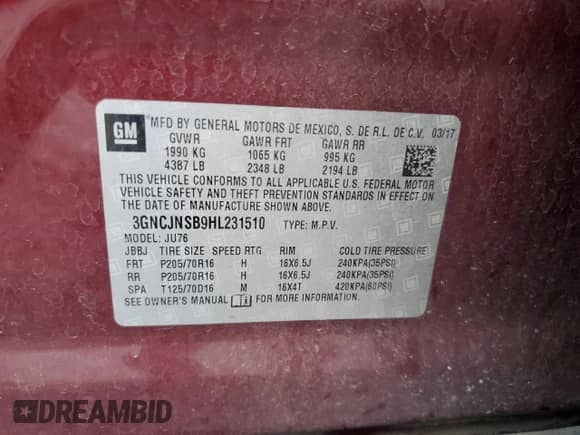 GM
MFD BY GENERAL MOTORS DE MEXICO, S. DE R.L. DE C.V. 03/17
GVWR GAWR FRT GAWR RR
1990 KG 1065 KG 995 KG
4387 LB 2348 LB 2194 LB
THIS VEHICLE CONFORMS TO ALL APPLICABLE U.S. FEDERAL MOTOR
VEHICLE SAFETY AND THEFT PREVENTION STANDARDS IN EFFECT ON
THE DATE OF MANUFACTURE SHOWN ABOVE.
3GNCJNSB9HL231510 TYPE: M.P.V.
MODEL: JU76
JBBJ TIRE SIZE SPEED RTG RIM COLD TIRE PRESSURE
FRT P205/70R16 H 16X6.5J 240KPA(35PSI)
RR P205/70R16 H 16X6.5J 240KPA(35PSI)
SPA T125/70D16 M 16X4T 420KPA(60PSI)
SEE OWNER'S MANUAL i FOR MORE INFORMATION.
DREAMBID